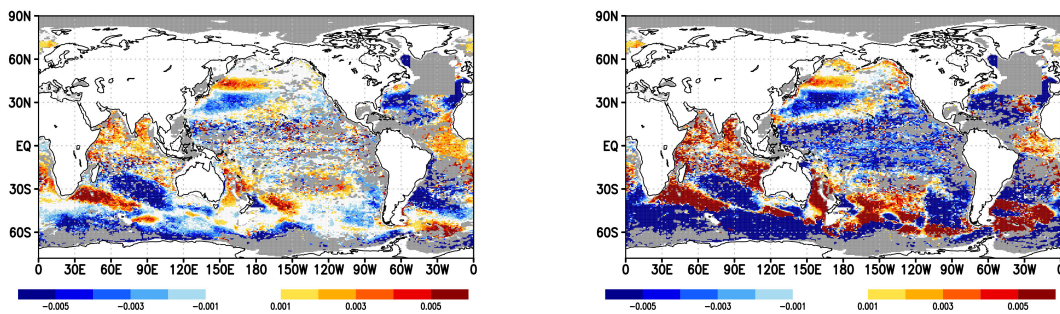 90N 90N
60N 60N
30N 30N
EQ EQ
30S 30S
60S 60S
0 30E 60E 90E 120E 150E 180 150W 120W 90W 60W 30W 0 0 30E 60E 90E 120E 150E 180 150W 120W 90W 60W 30W 0
−0.005 −0.003 −0.001 0.001 0.003 0.005 −0.005 −0.003 −0.001 0.001 0.003 0.005